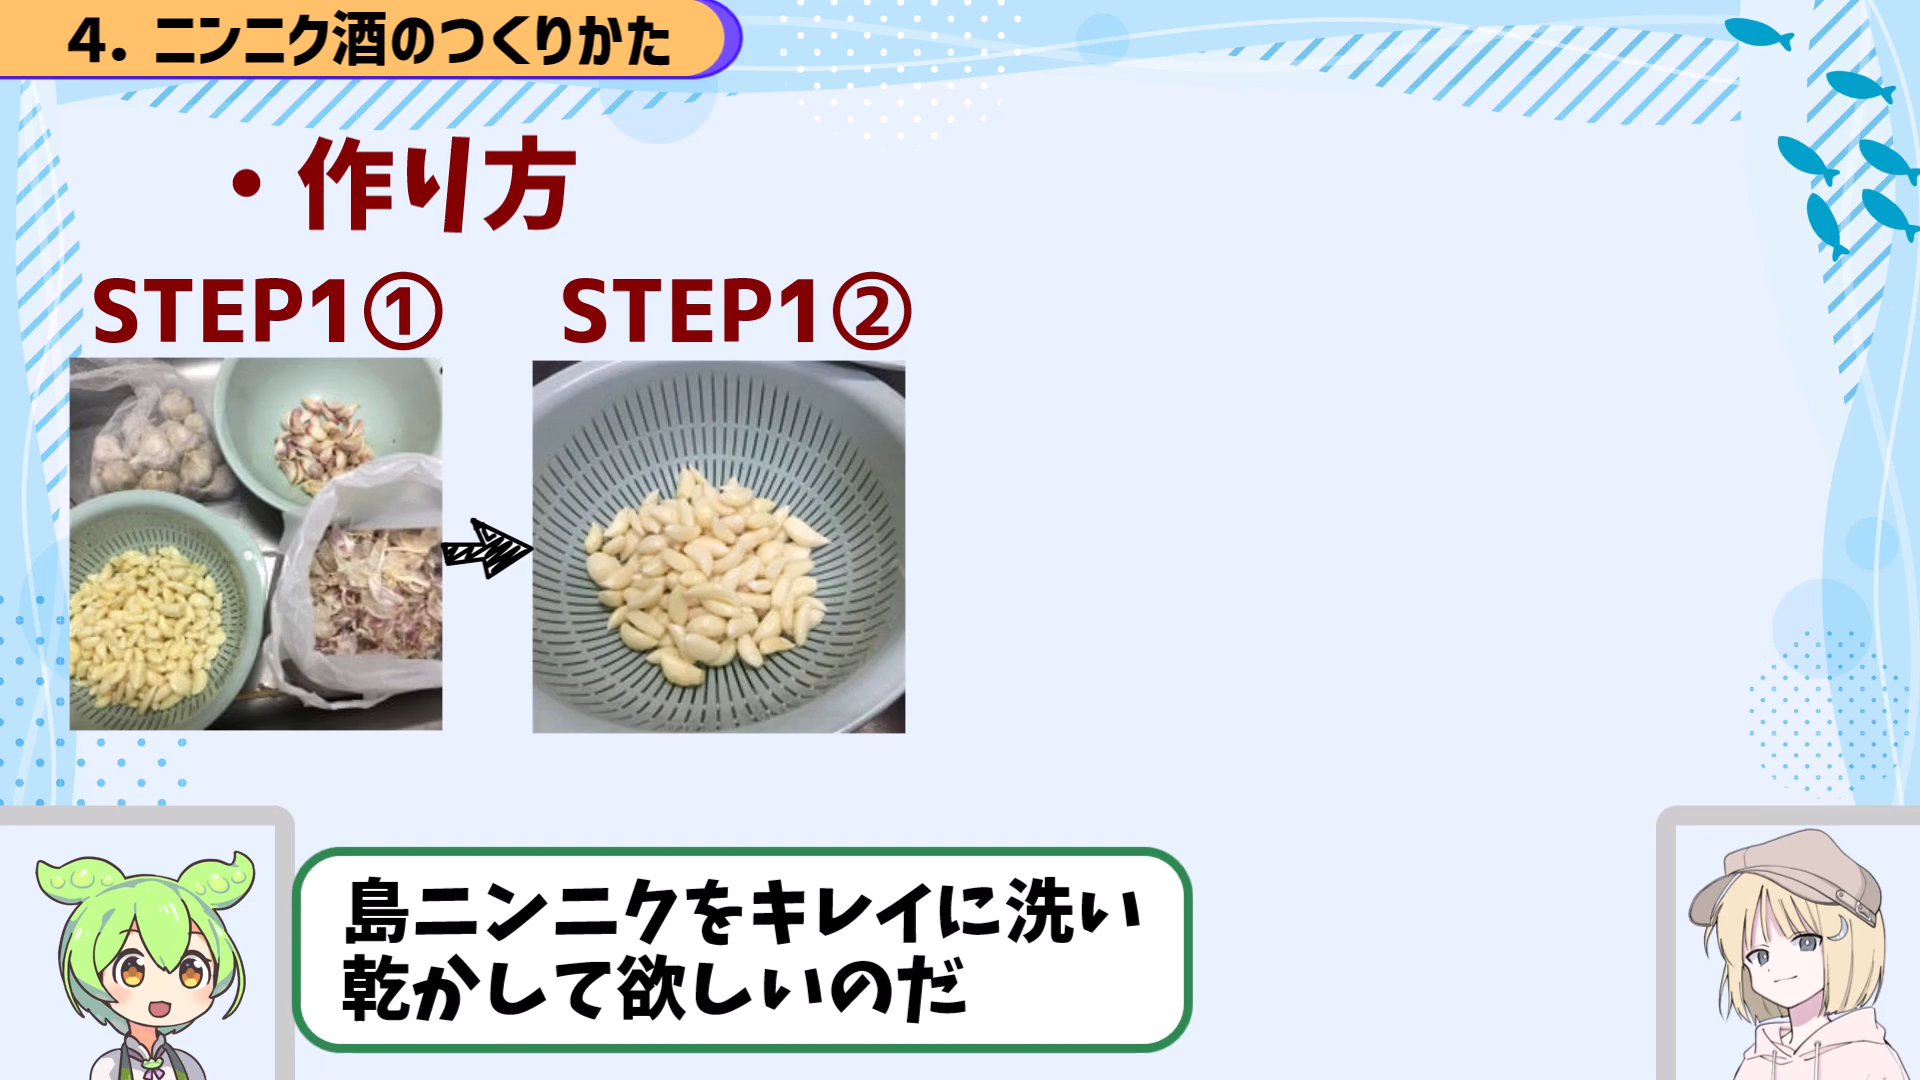 4. ニンニク酒のつくりかた
・作り方
STEP1① STEP1②
島ニンニクをキレイに洗い
乾かして欲しいのだ